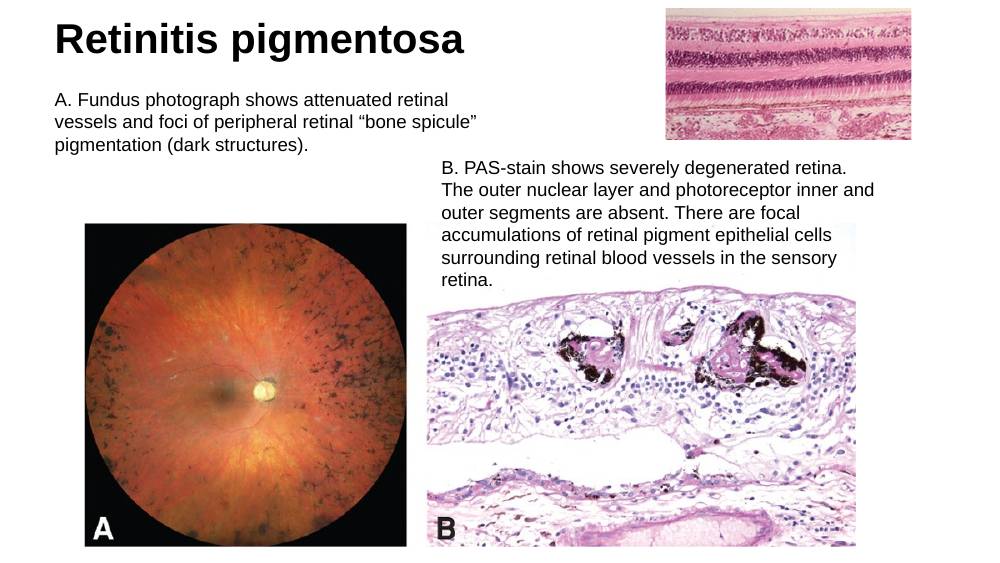 Retinitis pigmentosa
A. Fundus photograph shows attenuated retinal
vessels and foci of peripheral retinal “bone spicule”
pigmentation (dark structures).
B. PAS-stain shows severely degenerated retina.
The outer nuclear layer and photoreceptor inner and
outer segments are absent. There are focal
accumulations of retinal pigment epithelial cells
surrounding retinal blood vessels in the sensory
retina.
A
B